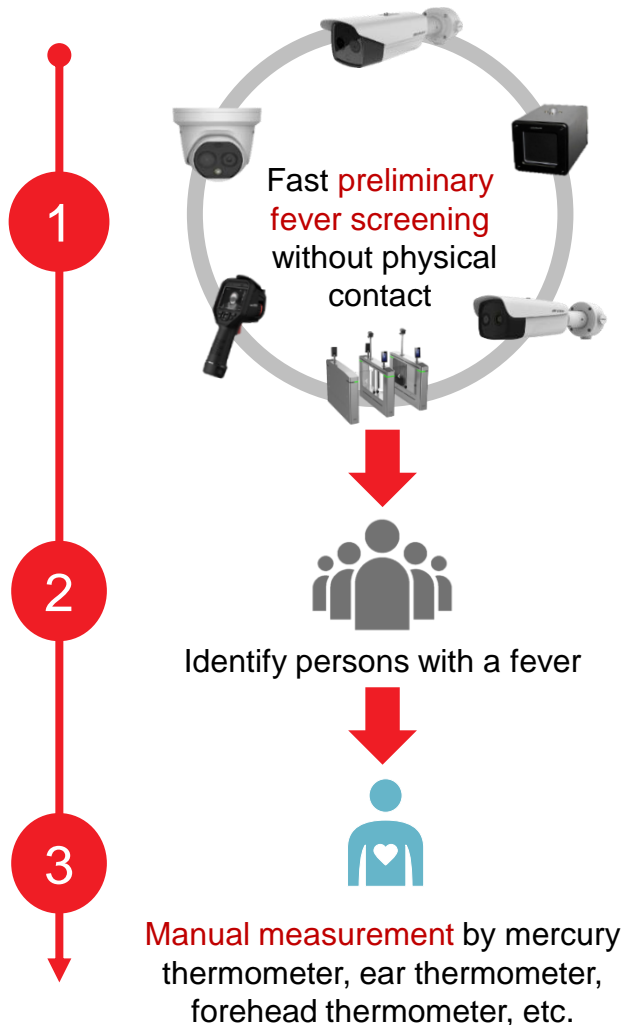 1
Fast preliminary
fever screening
without physical
contact
2
Identify persons with a fever
3
Manual measurement by mercury
thermometer, ear thermometer,
forehead thermometer, etc.